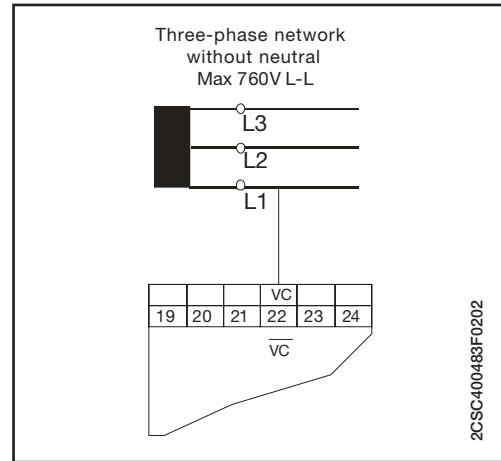 Three-phase network
without neutral
Max 760V L-L
L3
L2
L1
VC
19 20 21 22 23 24
VC
2CSC400483F0202